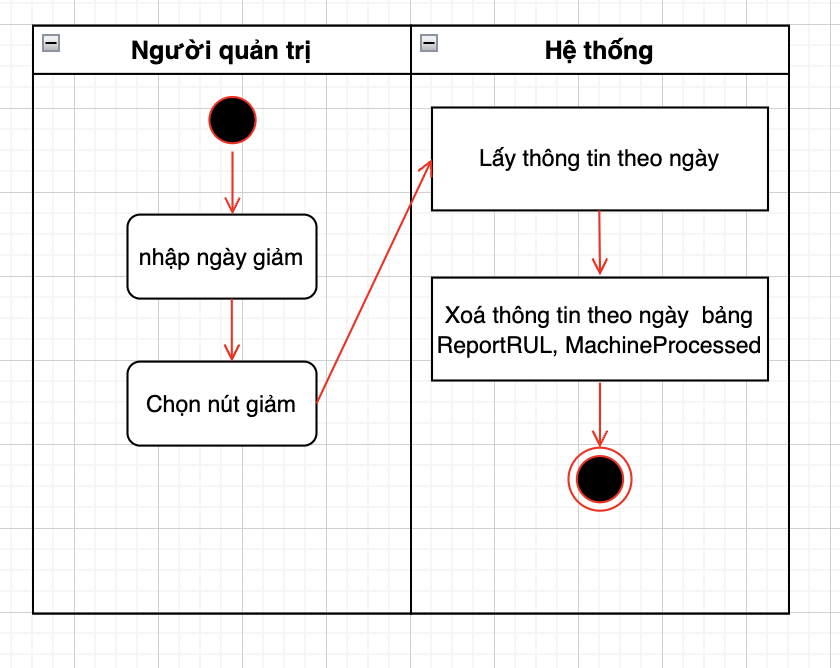 Người quản trị
Hệ thống
nhập ngày giảm
Chọn nút giảm
Lấy thông tin theo ngày
Xoá thông tin theo ngày  bảng
ReportRUL, MachineProcessed